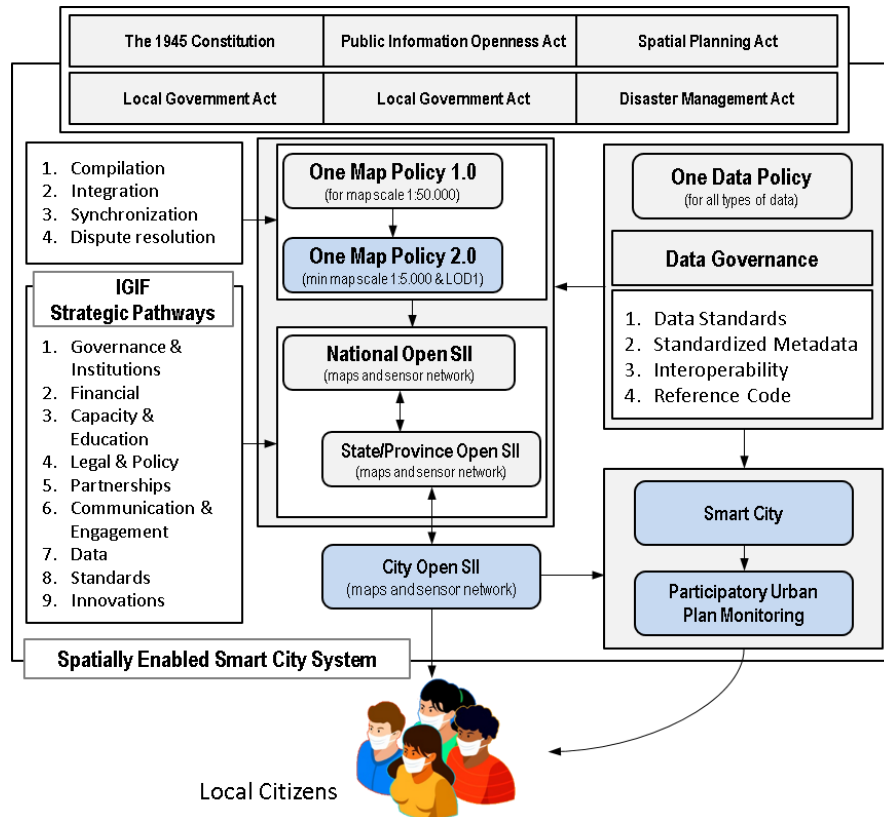 The 1945 Constitution
Public Information Openness Act
Spatial Planning Act
Local Government Act
Local Government Act
Disaster Management Act
1. Compilation
2. Integration
3. Synchronization
4. Dispute resolution
One Map Policy 1.0
(for map scale 1:50.000)
One Map Policy 2.0
(min map scale 1:5.000 & LOD1)
One Data Policy
(for all types of data)
Data Governance
1. Data Standards
2. Standardized Metadata
3. Interoperability
4. Reference Code
IGIF
Strategic Pathways
1. Governance &
Institutions
2. Financial
3. Capacity &
Education
4. Legal & Policy
5. Partnerships
6. Communication &
Engagement
7. Data
8. Standards
9. Innovations
National Open SII
(maps and sensor network)
State/Province Open SII
(maps and sensor network)
City Open SII
(maps and sensor network)
Smart City
Participatory Urban
Plan Monitoring
Spatially Enabled Smart City System
Local Citizens